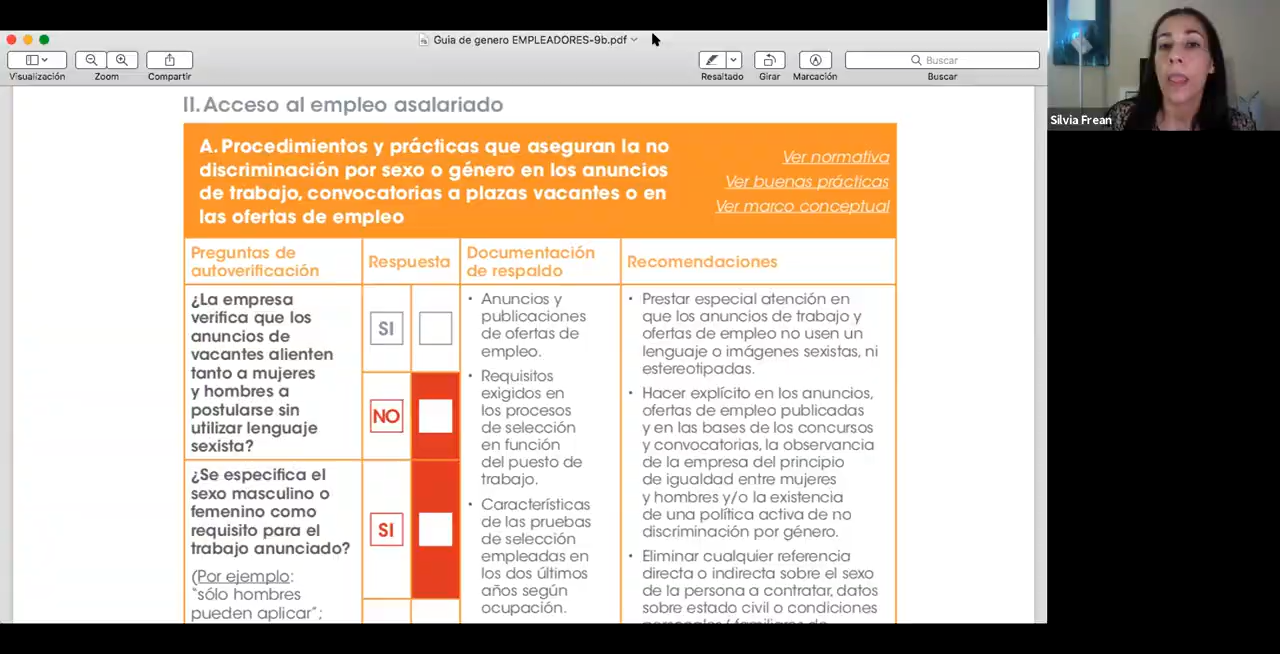 Guia de genero EMPLEADORES-9b.pdf
Visualización
Zoom
Compartir
Resaltado
Girar
Marcación
Buscar
Buscar
Silvia Frean
II. Acceso al empleo asalariado
A. Procedimientos y prácticas que aseguran la no
discriminación por sexo o género en los anuncios
de trabajo, convocatorias a plazas vacantes o en
las ofertas de empleo
Ver normativa
Ver buenas prácticas
Ver marco conceptual
Preguntas de
autoverificación
Respuesta
Documentación
de respaldo
Recomendaciones
¿La empresa
verifica que los
anuncios de
vacantes alienten
tanto a mujeres
y hombres a
postularse sin
utilizar lenguaje
sexista?
SI
NO
¿Se especifica el
sexo masculino o
femenino como
requisito para el
trabajo anunciado?
(Por ejemplo:
"sólo hombres
pueden aplicar";
SI
• Anuncios y
publicaciones
de ofertas de
empleo.
• Requisitos
exigidos en
los procesos
de selección
en función
del puesto de
trabajo.
• Características
de las pruebas
de selección
empleadas en
los dos últimos
años según
ocupación.
• Prestar especial atención en
que los anuncios de trabajo y
ofertas de empleo no usen un
lenguaje o imágenes sexistas, ni
estereotipadas.
• Hacer explícito en los anuncios,
ofertas de empleo publicadas
y en las bases de los concursos
y convocatorias, la observancia
de la empresa del principio
de igualdad entre mujeres
y hombres y/o la existencia
de una política activa de no
discriminación por género.
• Eliminar cualquier referencia
directa o indirecta sobre el sexo
de la persona a contratar, datos
sobre estado civil o condiciones